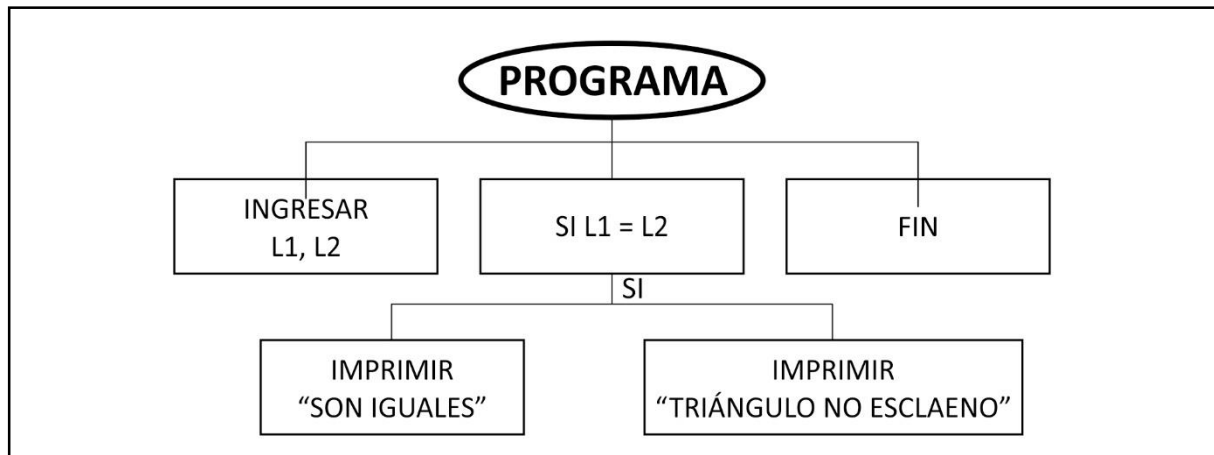 PROGRAMA
INGRESAR
L1, L2
SI L1 = L2
FIN
SI
IMPRIMIR
“SON IGUALES”
IMPRIMIR
“TRIÁNGULO NO ESCLAENO”